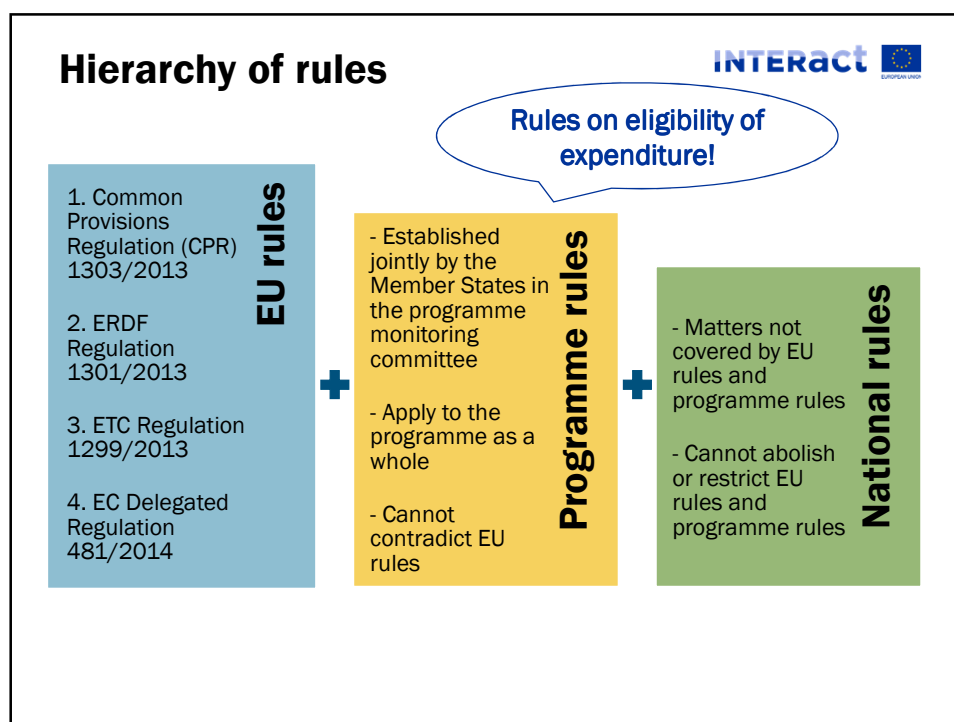 Hierarchy of rules
INTERact
EUROPEAN UNION
Rules on eligibility of
expenditure!
1. Common
Provisions
Regulation (CPR)
1303/2013
2. ERDF
Regulation
1301/2013
3. ETC Regulation
1299/2013
4. EC Delegated
Regulation
481/2014
EU rules
- Established
jointly by the
Member States in
the programme
monitoring
committee
- Apply to the
programme as a
whole
- Cannot
contradict EU
rules
Programme rules
- Matters not
covered by EU
rules and
programme rules
- Cannot abolish
or restrict EU
rules and
programme rules
National rules